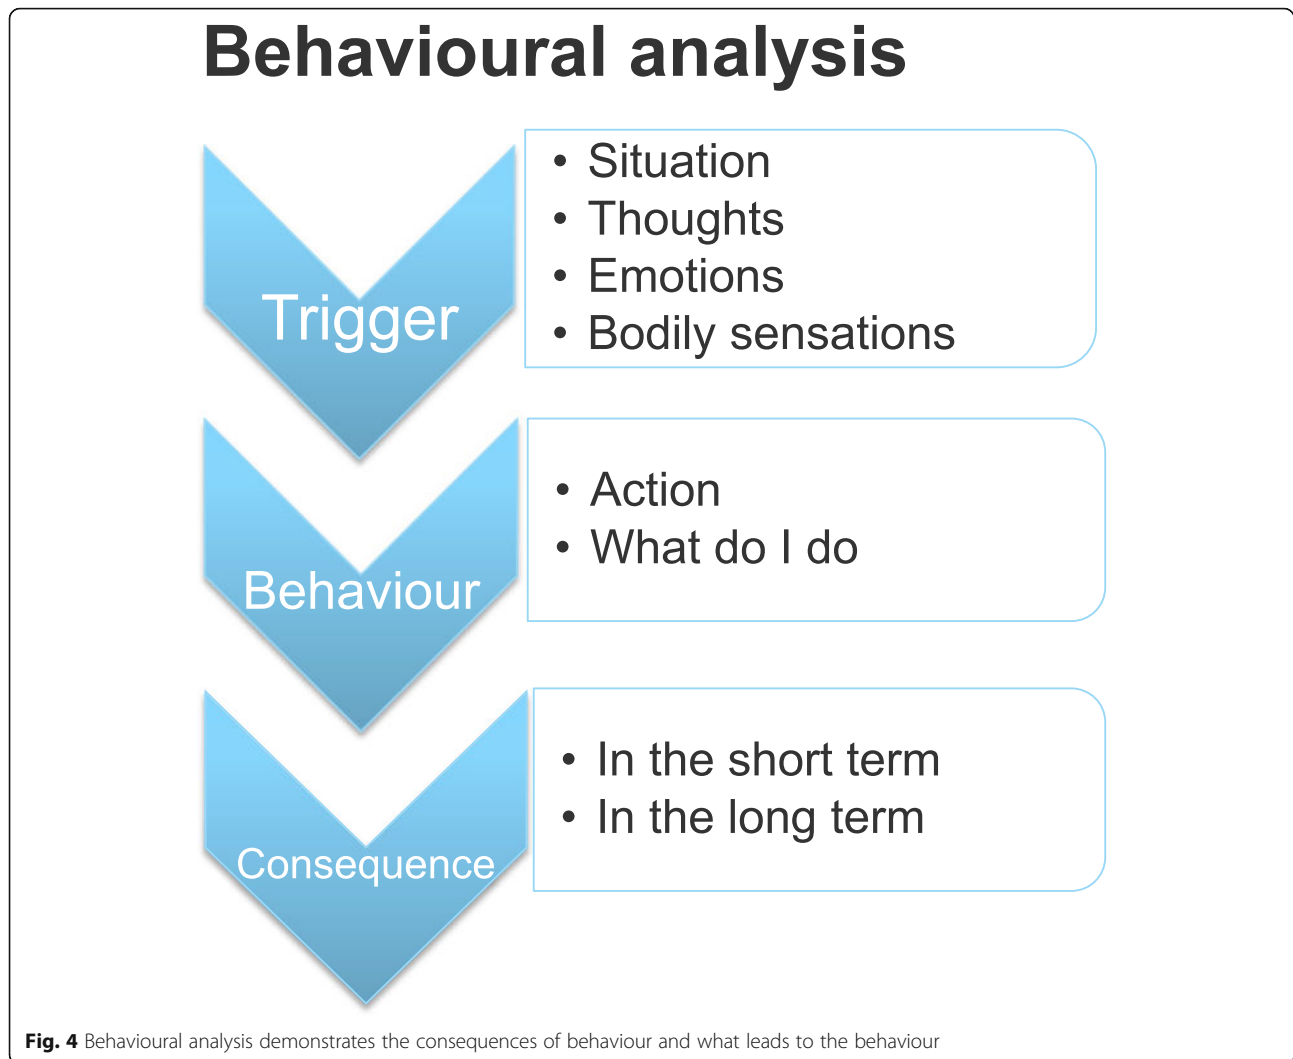 Behavioural analysis
Trigger
• Situation
• Thoughts
• Emotions
• Bodily sensations
Behaviour
• Action
• What do I do
Consequence
• In the short term
• In the long term
Fig. 4 Behavioural analysis demonstrates the consequences of behaviour and what leads to the behaviour